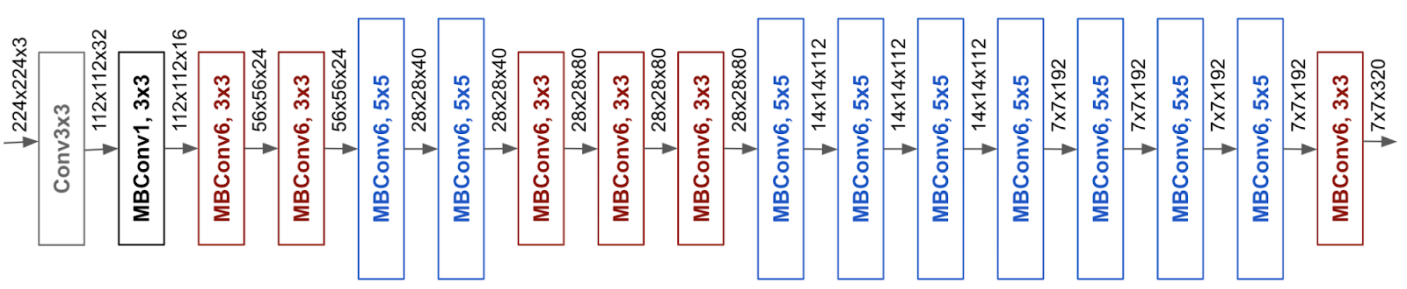 224x224x3
Conv3x3
112x112x32
MBConv1, 3x3
112x112x16
MBConv6, 3x3
56x56x24
MBConv6, 3x3
56x56x24
MBConv6, 5x5
28x28x40
MBConv6, 5x5
28x28x40
MBConv6, 3x3
28x28x80
MBConv6, 3x3
28x28x80
MBConv6, 3x3
28x28x80
MBConv6, 5x5
14x14x112
MBConv6, 5x5
14x14x112
MBConv6, 5x5
14x14x112
MBConv6, 5x5
7x7x192
MBConv6, 5x5
7x7x192
MBConv6, 5x5
7x7x192
MBConv6, 5x5
7x7x192
MBConv6, 3x3
7x7x320